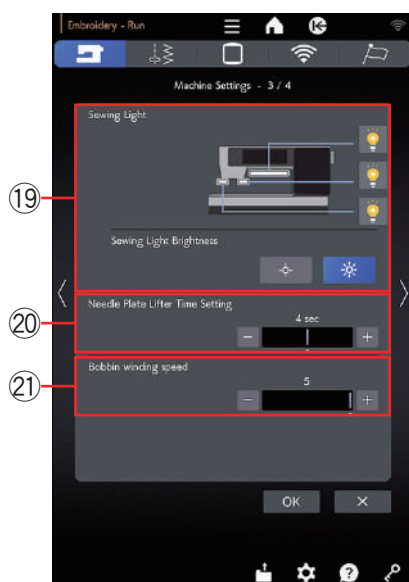 Embroidery - Run
Machine Settings - 3 / 4
Sewing Light
⑲
Sewing Light Brightness
Needle Plate Lifter Time Setting
⑳
4 sec
− +
Bobbin winding speed
㉑
5
− +
OK ×